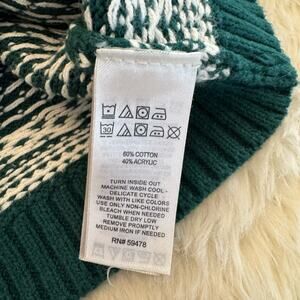 30
60% COTTON
40% ACRYLIC
TURN INSIDE OUT
MACHINE WASH COOL -
DELICATE CYCLE
WASH WITH LIKE COLORS
USE ONLY NON-CHLORINE
BLEACH WHEN NEEDED
TUMBLE DRY LOW
REMOVE PROMPTLY
MEDIUM IRON IF NEEDED
RN# 59478